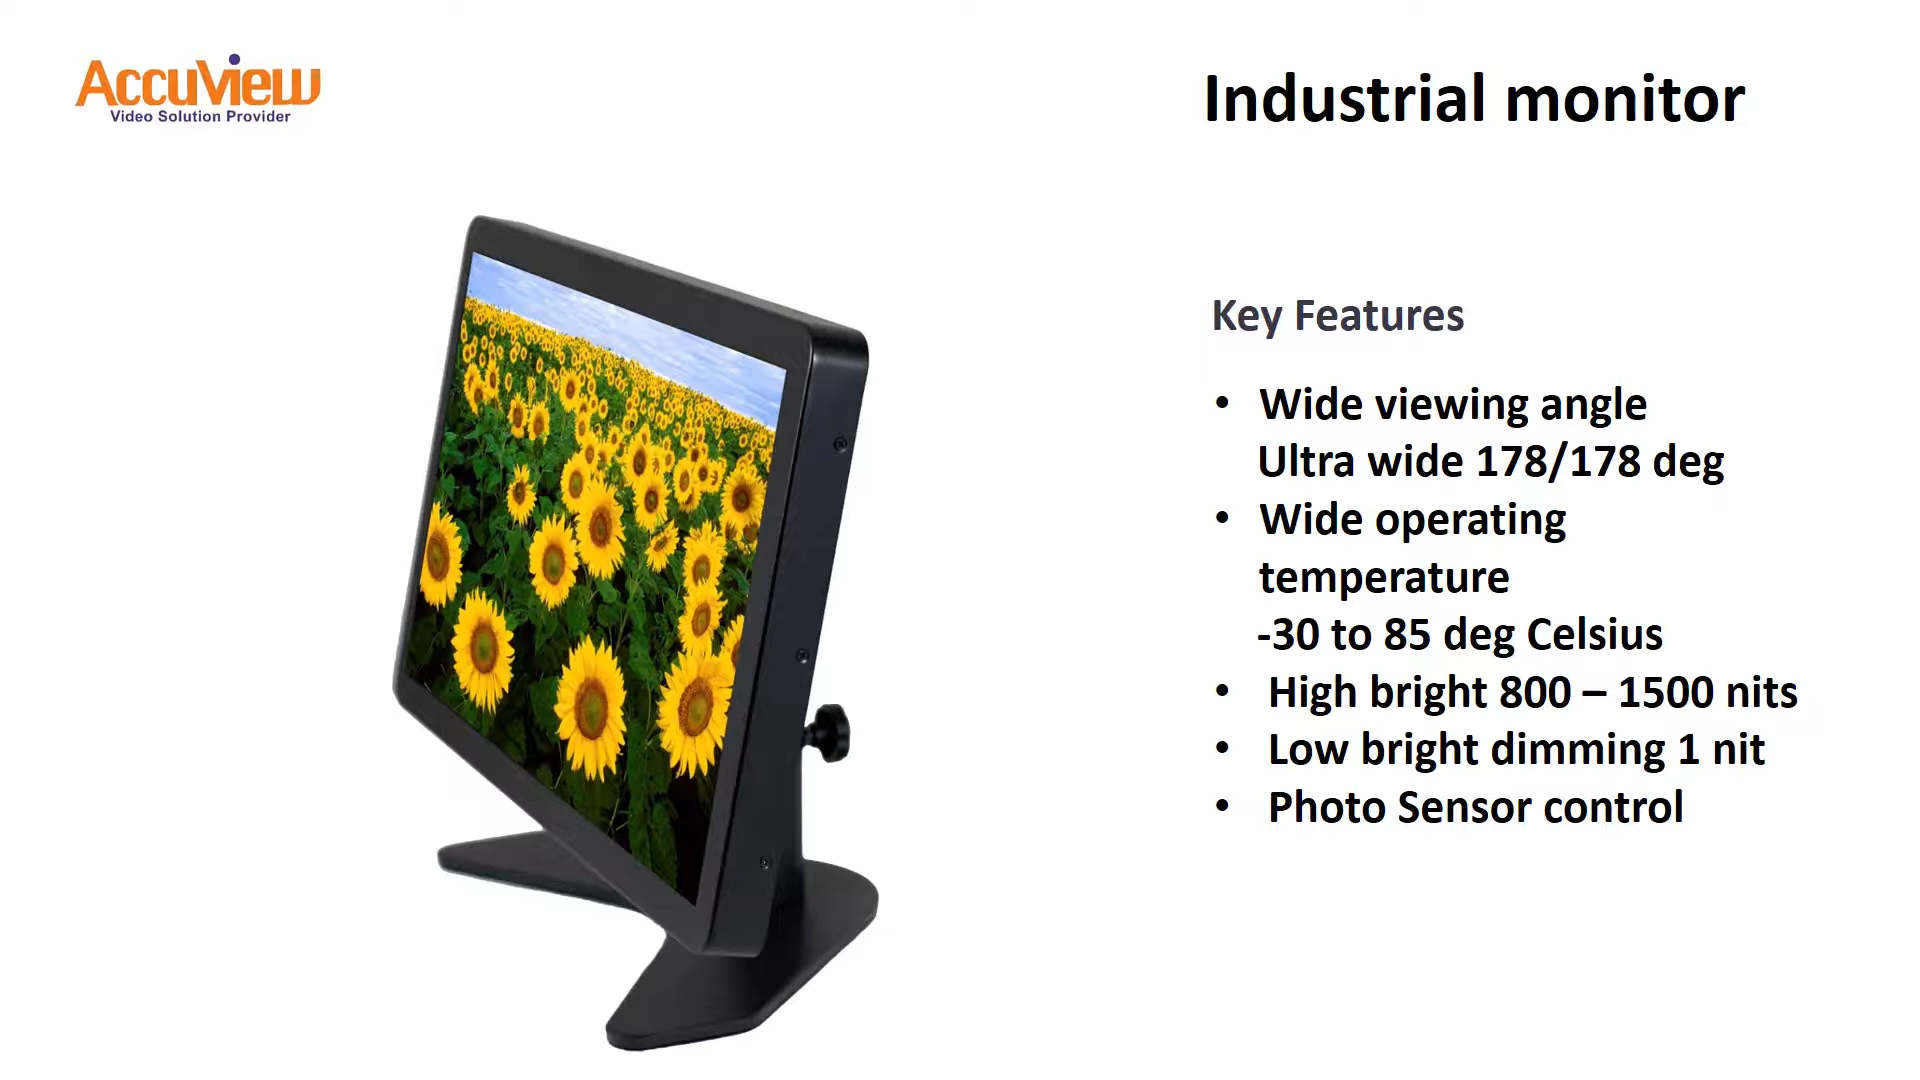 AccuView
Video Solution Provider
Industrial monitor
Key Features
• Wide viewing angle
Ultra wide 178/178 deg
• Wide operating
temperature
-30 to 85 deg Celsius
• High bright 800 – 1500 nits
• Low bright dimming 1 nit
• Photo Sensor control